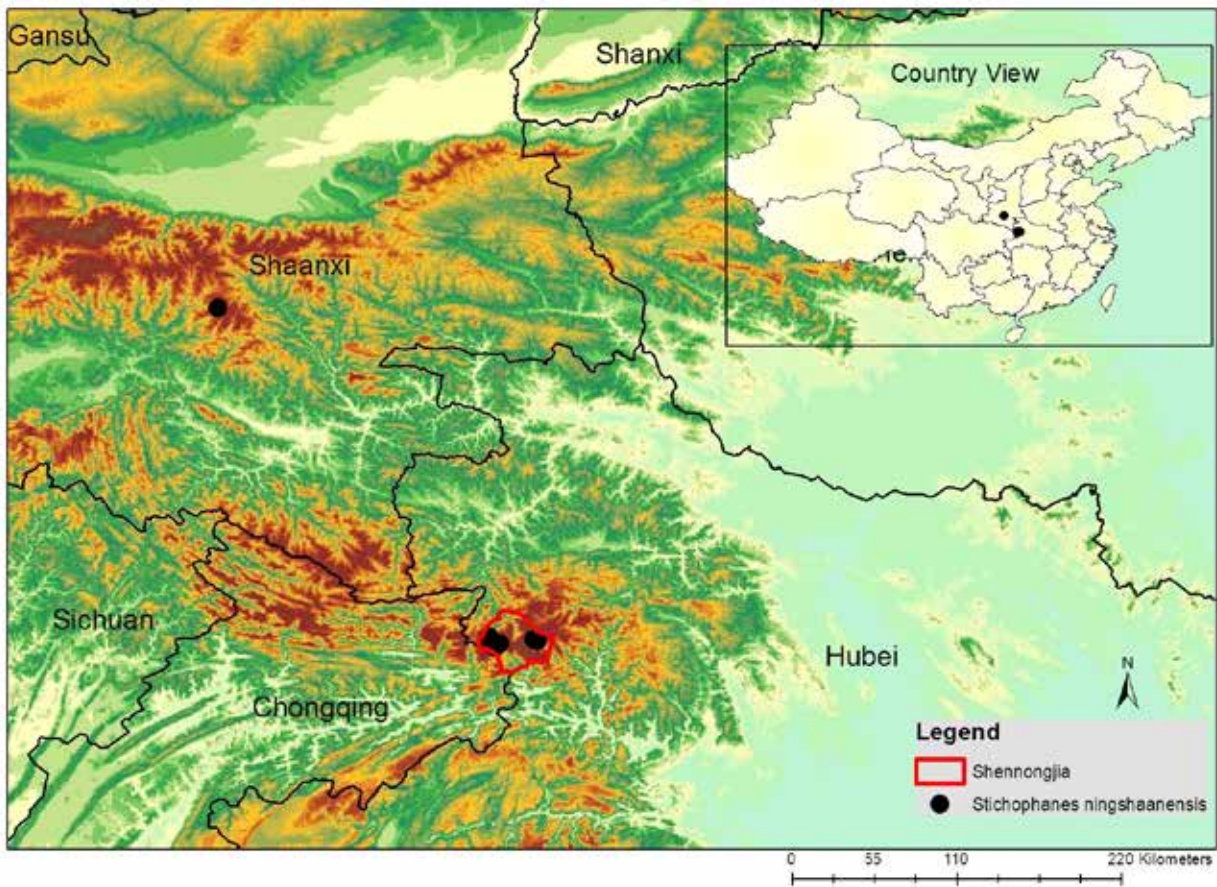 Gansu
Shanxi
Country View
Shaanxi
Sichuan
Chongqing
Hubei
N
Legend
Shennongjia
Stichophanes ningshaanensis
0 55 110 220 Kilometers